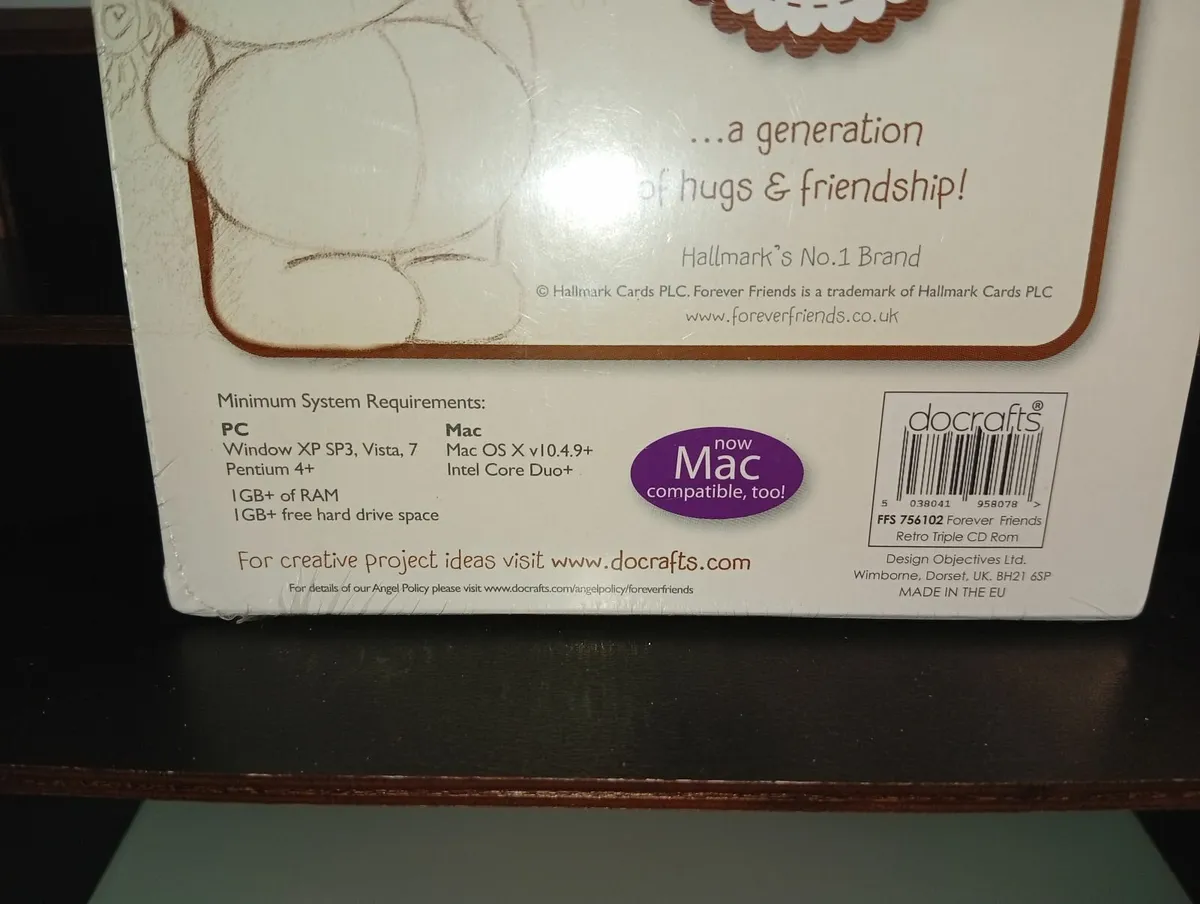 ...a generation
of hugs & friendship!
Hallmark's No.1 Brand
© Hallmark Cards PLC. Forever Friends is a trademark of Hallmark Cards PLC
www.foreverfriends.co.uk
Minimum System Requirements:
PC
Window XP SP3, Vista, 7
Pentium 4+
1GB+ of RAM
1GB+ free hard drive space
Mac
Mac OS X v10.4.9+
Intel Core Duo+
now
Mac
compatible, too!
docrafts®
5 038041 958078 >
FFS 756102 Forever Friends
Retro Triple CD Rom
Design Objectives Ltd.
Wimborne, Dorset, UK. BH21 6SP
MADE IN THE EU
For creative project ideas visit www.docrafts.com
For details of our Angel Policy please visit www.docrafts.com/angelpolicy/foreverfriends